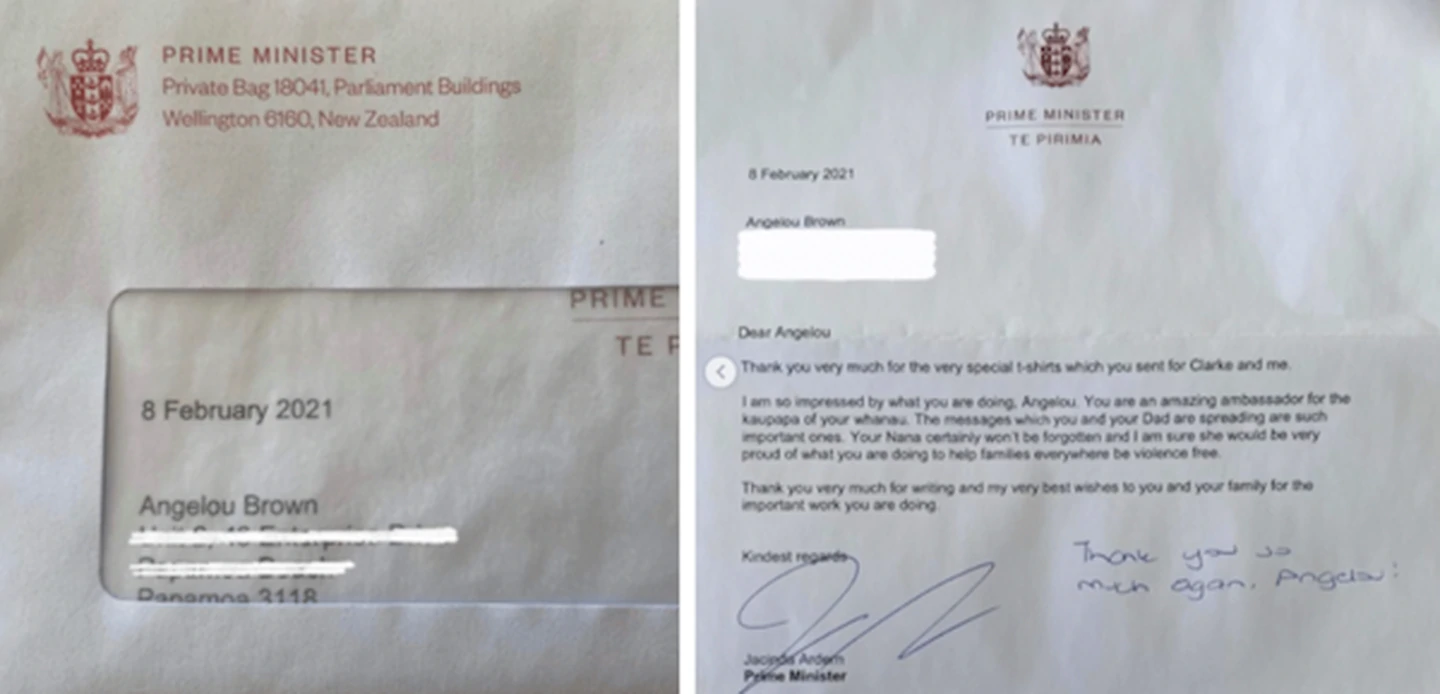 PRIME MINISTER
Private Bag 18041, Parliament Buildings
Wellington 6160, New Zealand
PRIME
TE P
8 February 2021
Angelou Brown
Papamoa 3118
PRIME MINISTER
TE PIRIMIA
8 February 2021
Angelou Brown
Dear Angelou
Thank you very much for the very special t-shirts which you sent for Clarke and me.
I am so impressed by what you are doing, Angelou. You are an amazing ambassador for the
kaupapa of your whanau. The messages which you and your Dad are spreading are such
important ones. Your Nana certainly won't be forgotten and I am sure she would be very
proud of what you are doing to help families everywhere be violence free.
Thank you very much for writing and my very best wishes to you and your family for the
important work you are doing.
Kindest regards
Thank you so
much again, Angelou!
Jacinda Ardern
Prime Minister